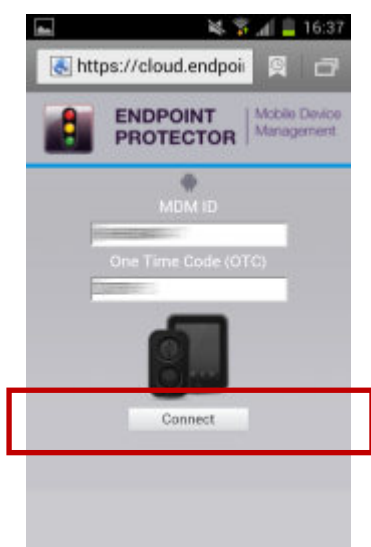 16:37
https://cloud.endpoi
ENDPOINT
PROTECTOR
Mobile Device
Management
MDM ID
One Time Code (OTC)
Connect